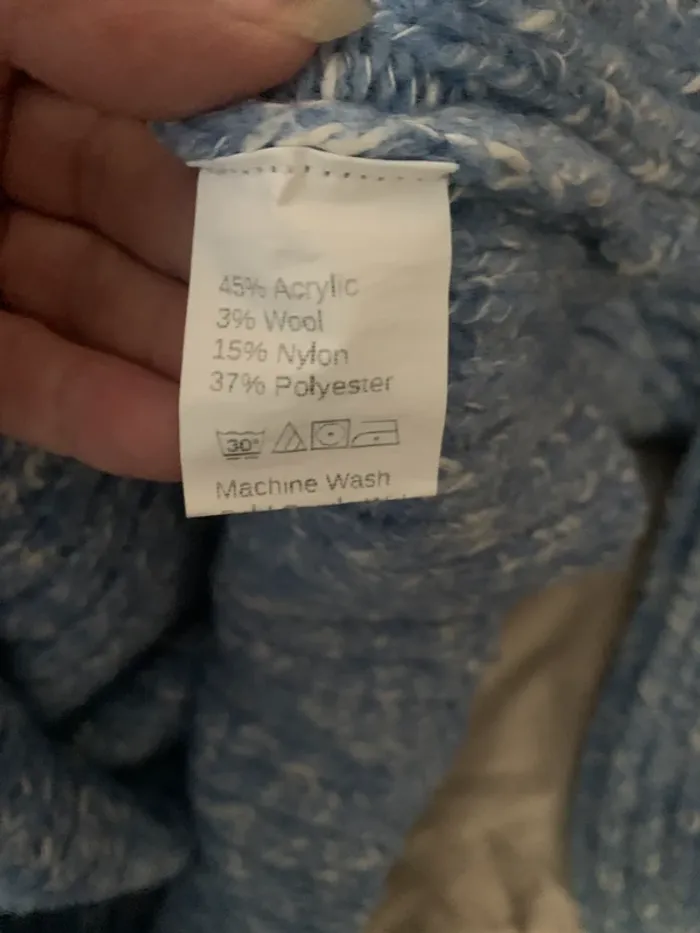 45% Acrylic
3% Wool
15% Nylon
37% Polyester
30°
Machine Wash